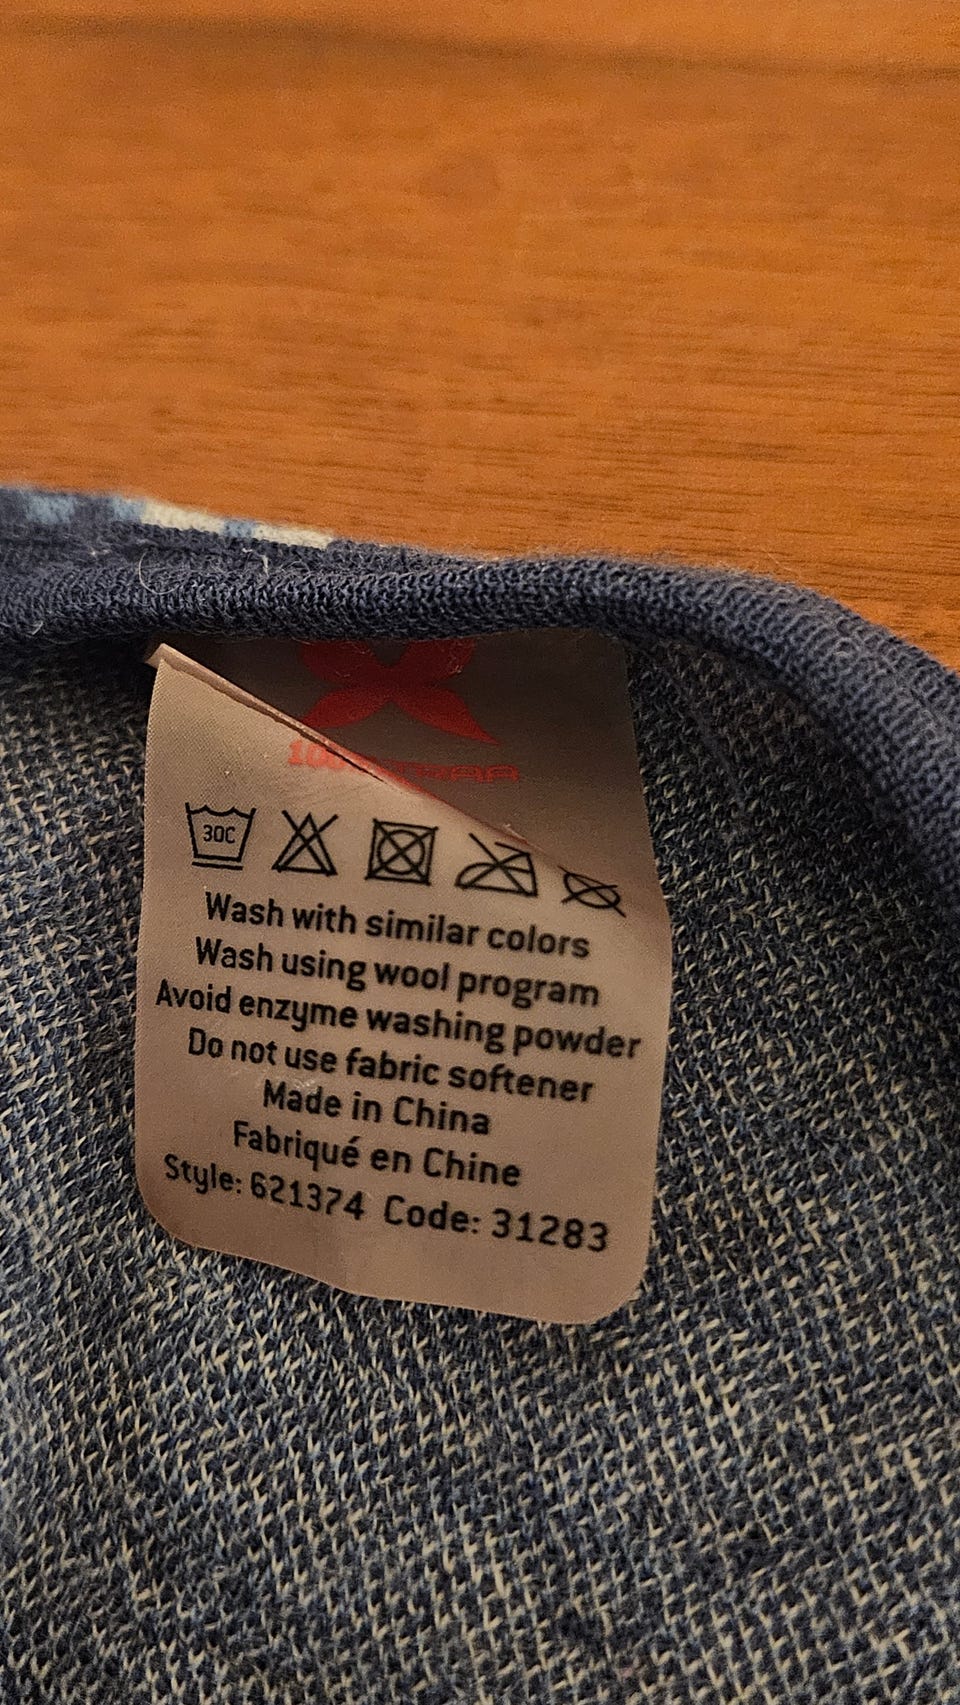 30C
Wash with similar colors
Wash using wool program
Avoid enzyme washing powder
Do not use fabric softener
Made in China
Fabriqué en Chine
Style: 621374 Code: 31283